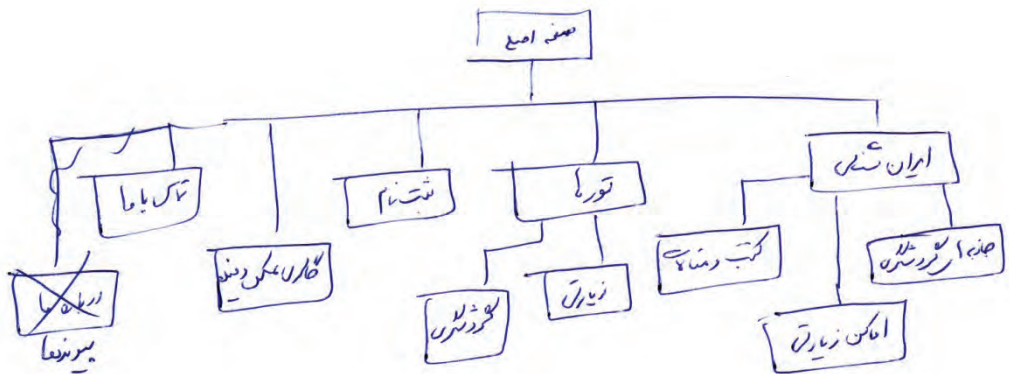 صفحه اصلی
ایران شناسی
تورها
ثبت نام
تماس با ما
گالری عکس و فیلم
درباره ما
پیوندها
جاذبه های گردشگری
اماکن زیارتی
کتب و مقالات
زیارتی
گردشگری